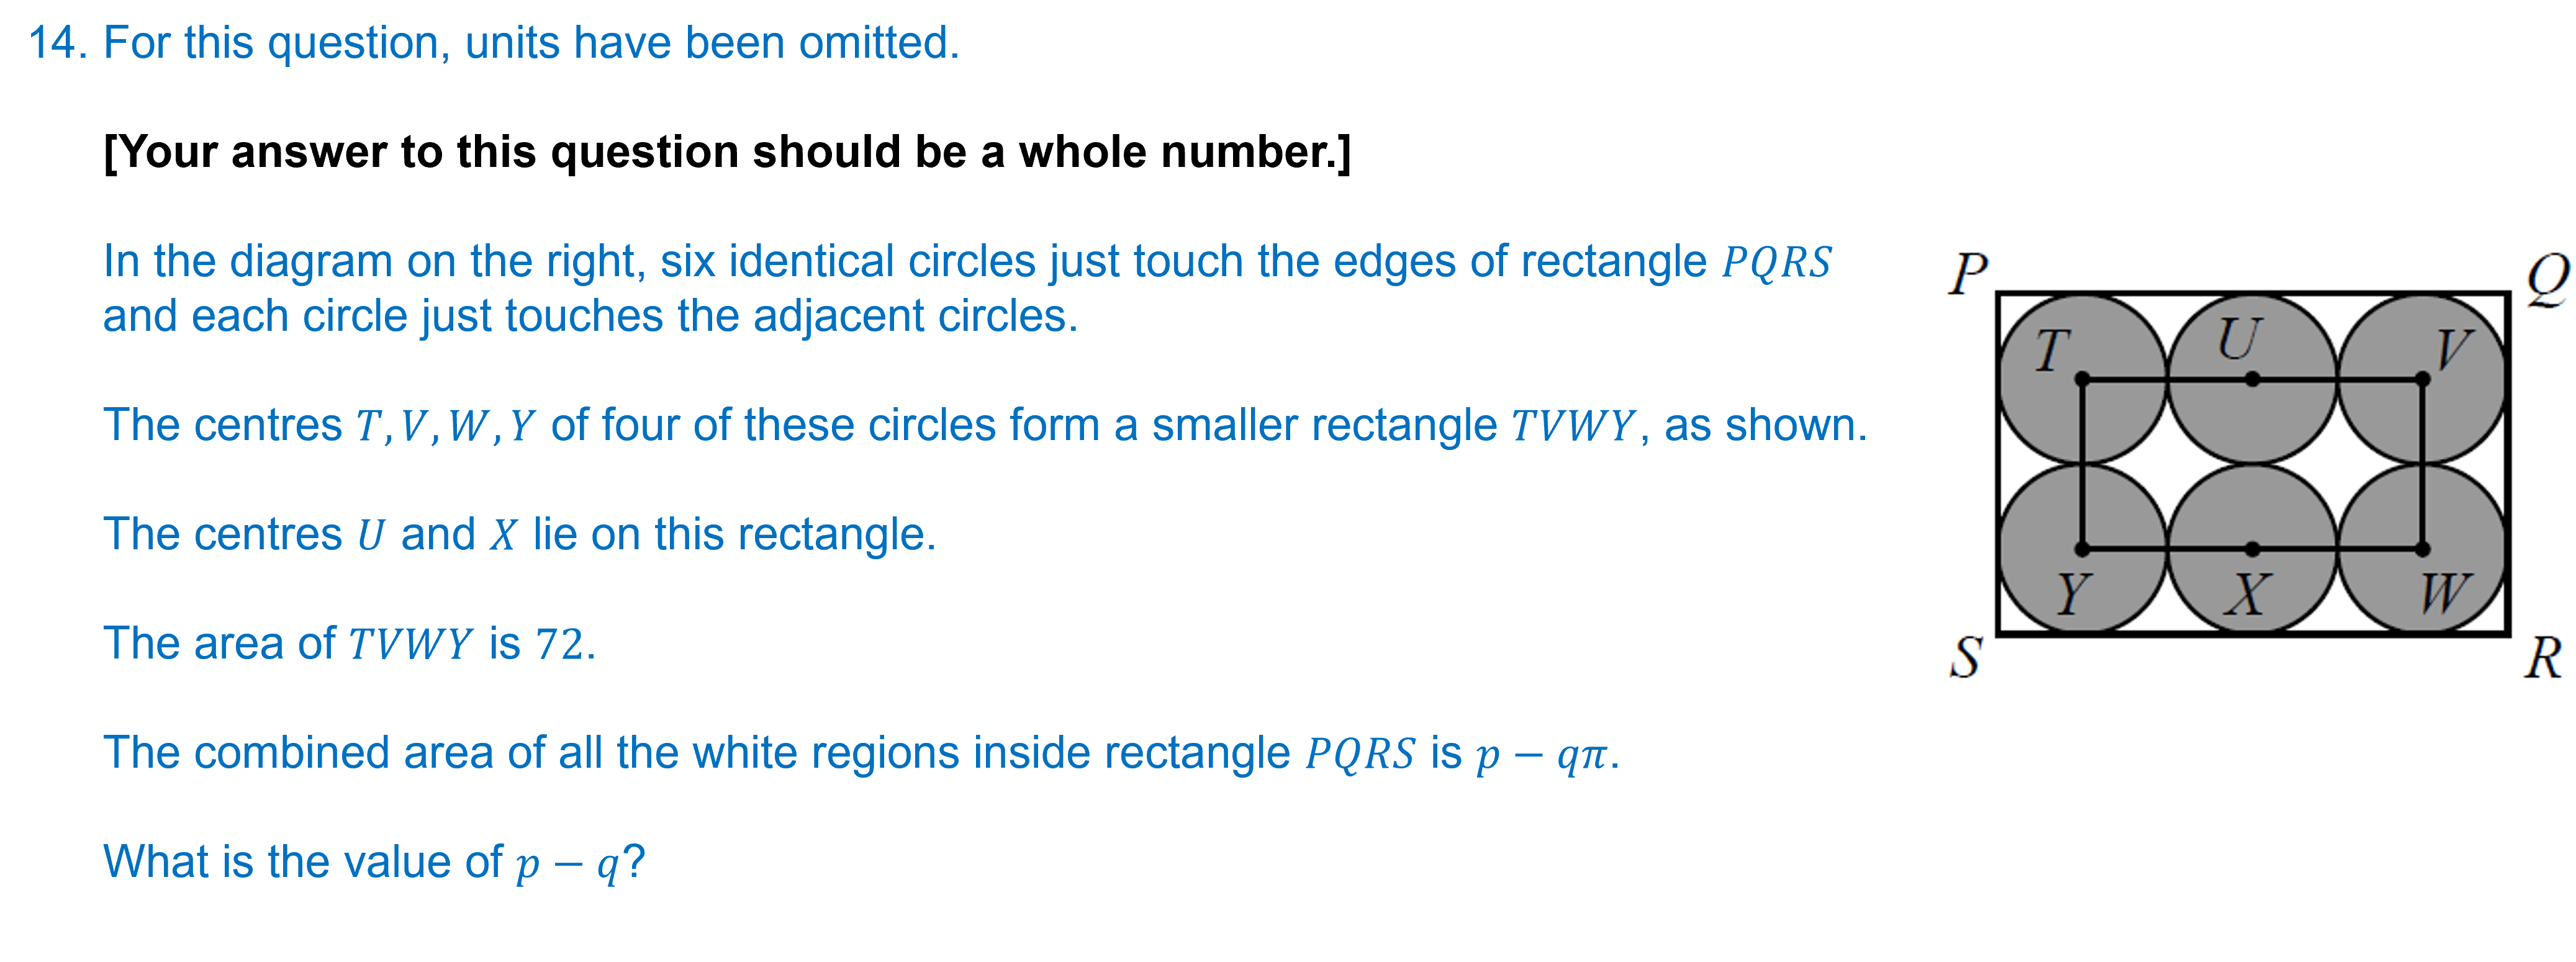 14. For this question, units have been omitted.
[Your answer to this question should be a whole number.]
In the diagram on the right, six identical circles just touch the edges of rectangle PQRS
and each circle just touches the adjacent circles.
The centres T, V, W, Y of four of these circles form a smaller rectangle TVWY, as shown.
The centres U and X lie on this rectangle.
The area of TVWY is 72.
The combined area of all the white regions inside rectangle PQRS is p − qπ.
What is the value of p − q?
P Q
T U V
Y X W
S R